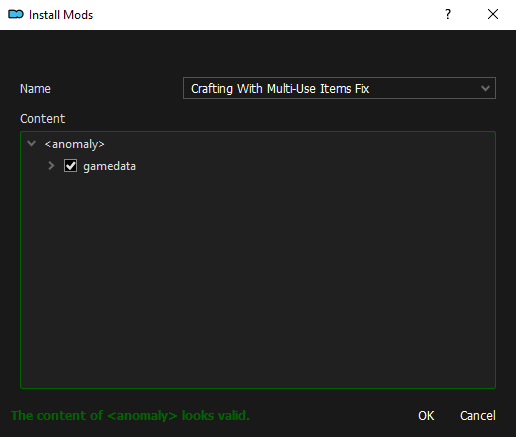 Install Mods
Name
Crafting With Multi-Use Items Fix
Content
<anomaly>
gamedata
The content of <anomaly> looks valid.
OK
Cancel